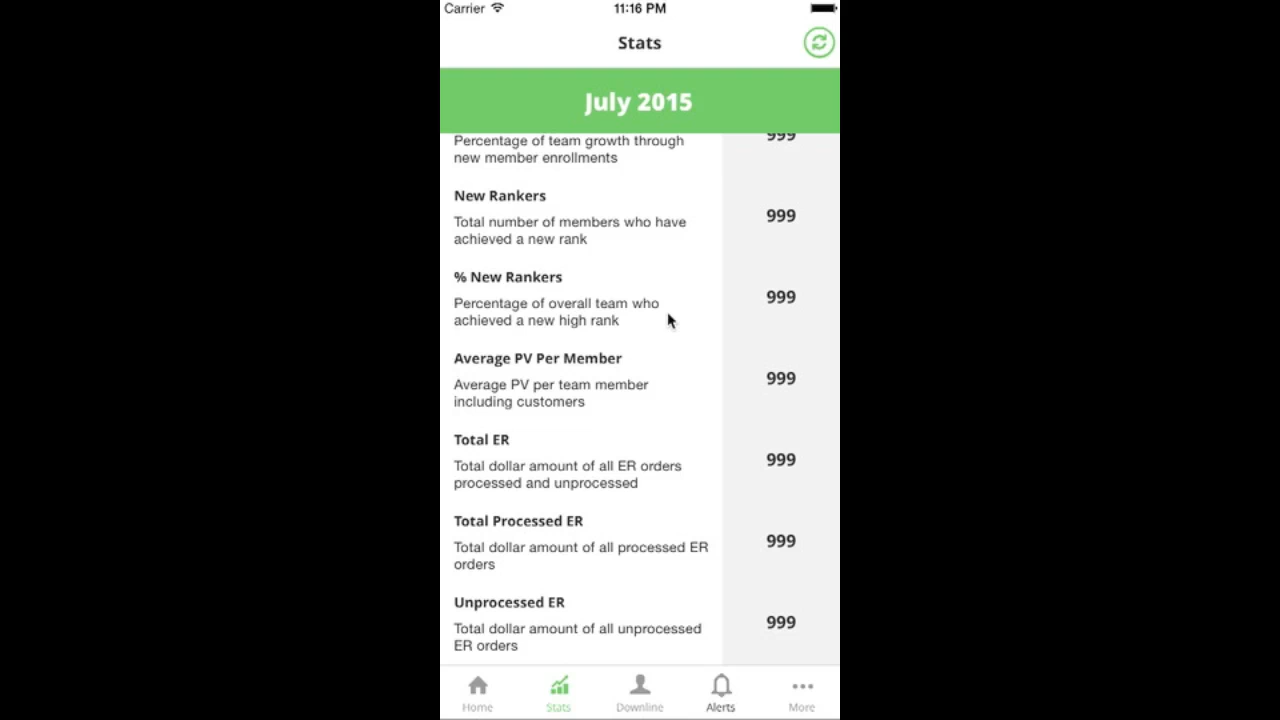 Carrier 11:16 PM
Stats
July 2015
Percentage of team growth through
new member enrollments
999
New Rankers
Total number of members who have
achieved a new rank
999
% New Rankers
Percentage of overall team who
achieved a new high rank
999
Average PV Per Member
Average PV per team member
including customers
999
Total ER
Total dollar amount of all ER orders
processed and unprocessed
999
Total Processed ER
Total dollar amount of all processed ER
orders
999
Unprocessed ER
Total dollar amount of all unprocessed
ER orders
999
Home Stats Downline Alerts More